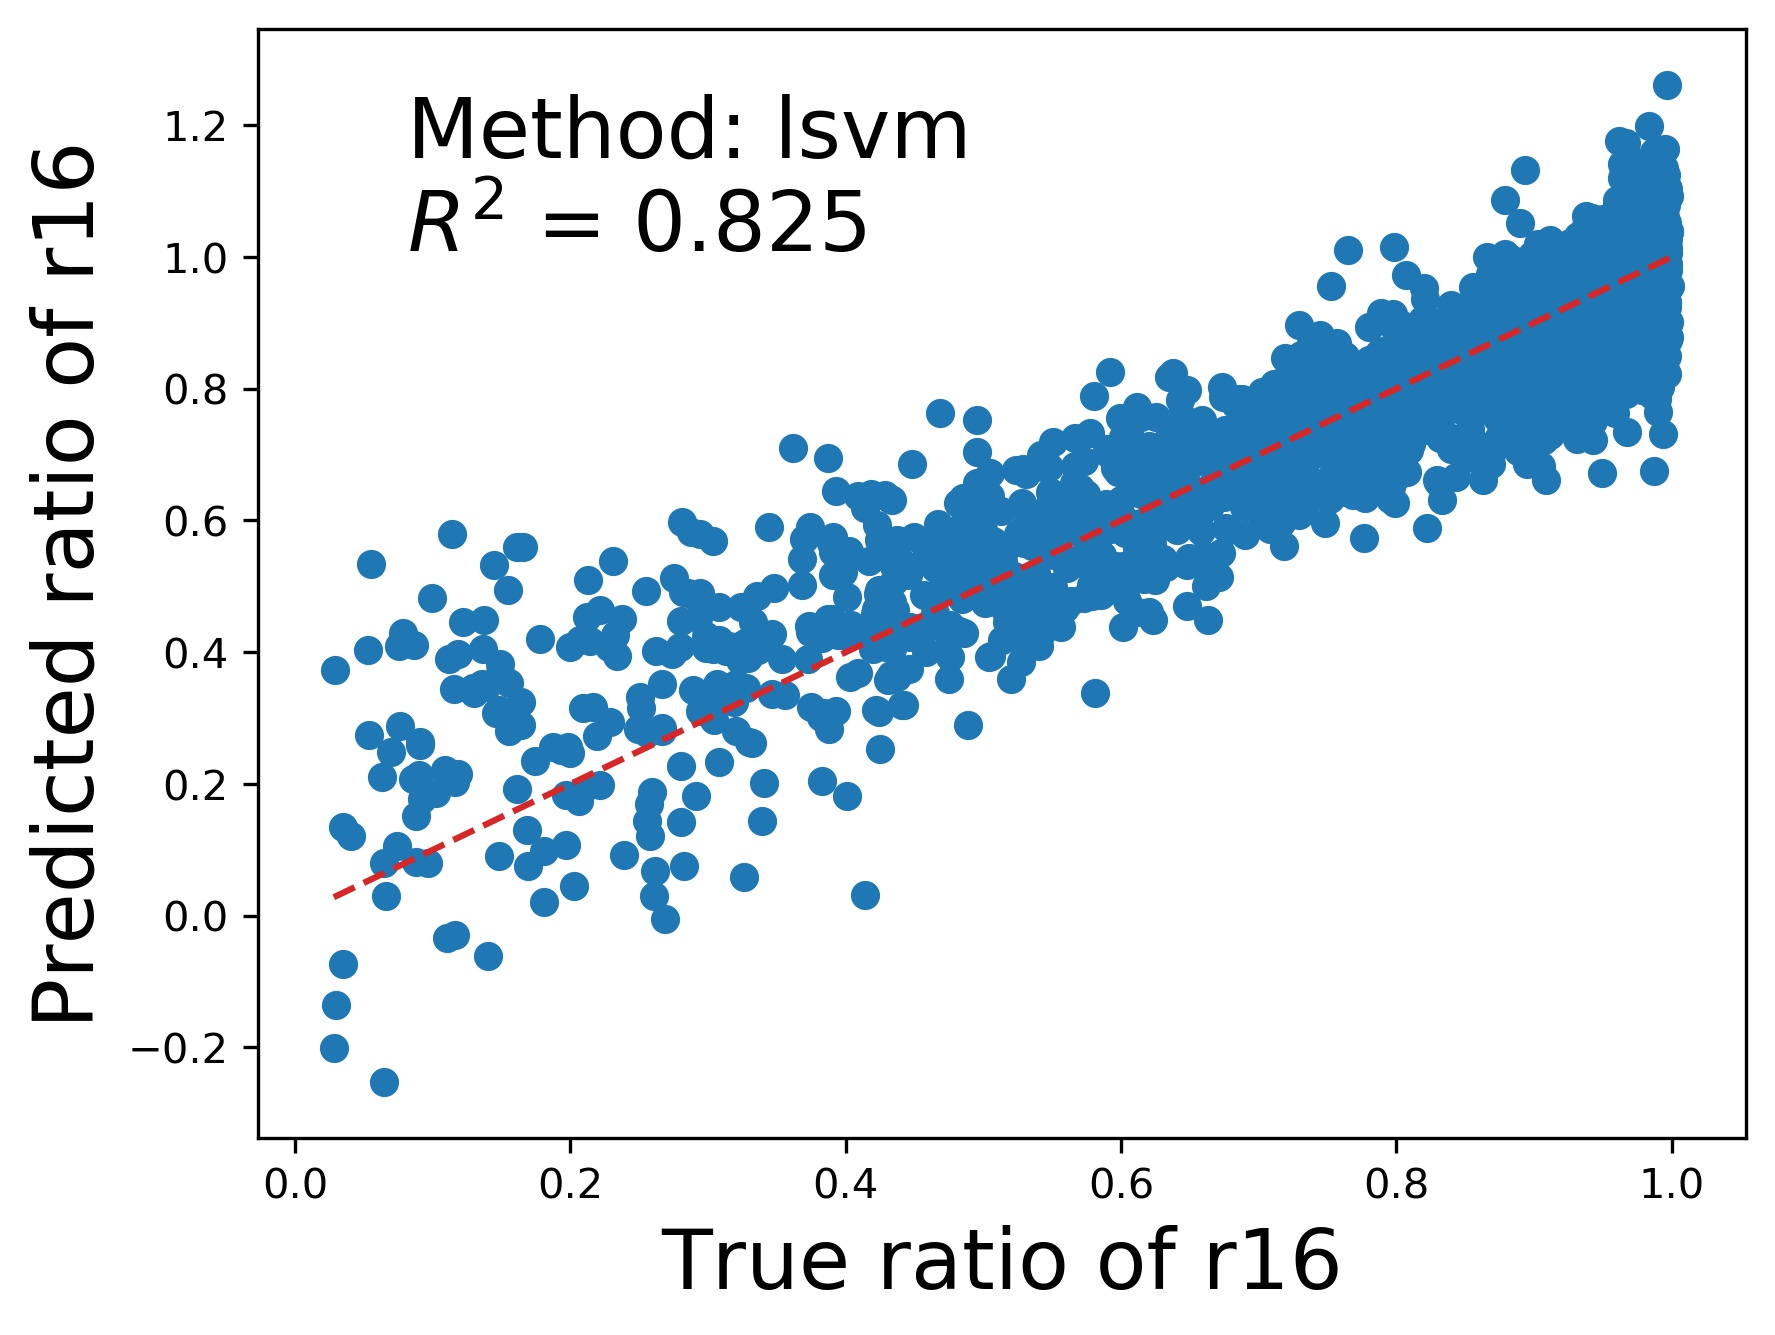 Method: lsvm
R² = 0.825
Predicted ratio of r16
1.2
1.0
0.8
0.6
0.4
0.2
0.0
−0.2
0.0 0.2 0.4 0.6 0.8 1.0
True ratio of r16